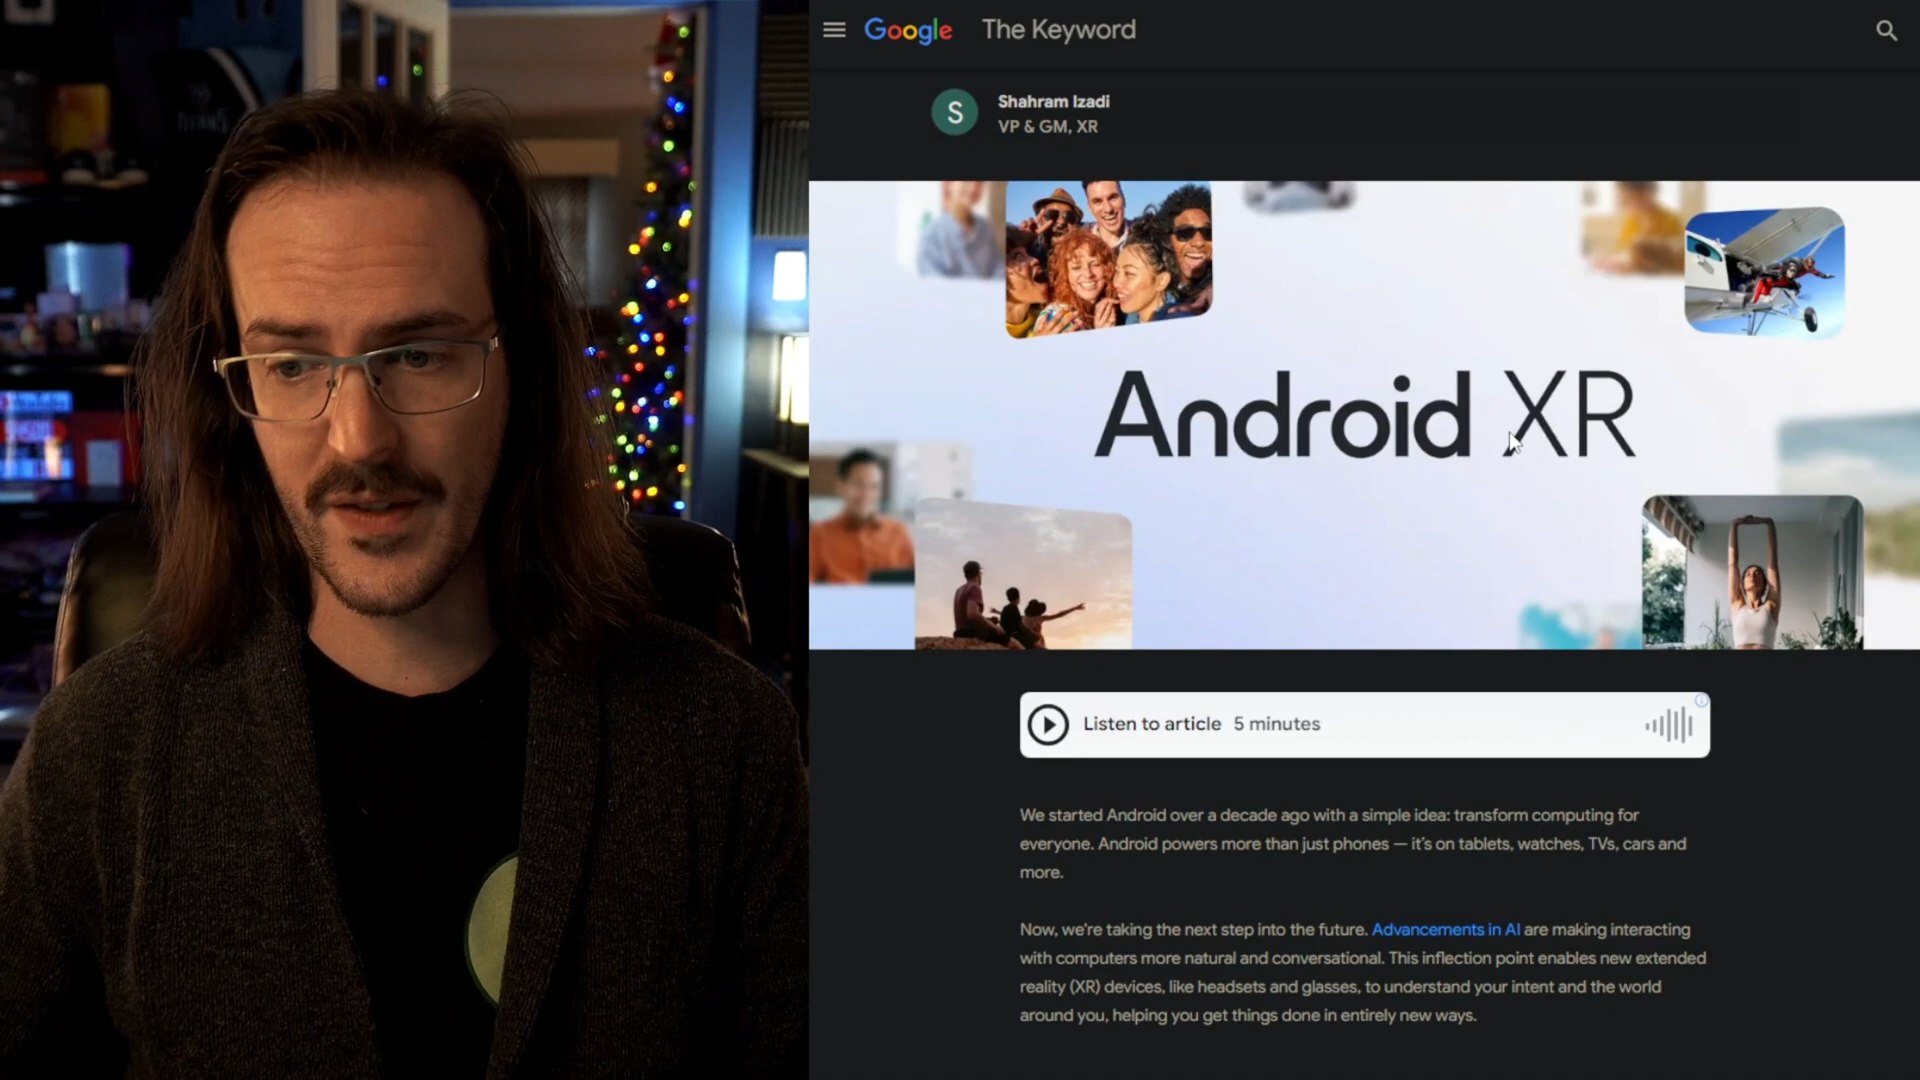 Google The Keyword
S
Shahram Izadi
VP & GM, XR
Android XR
Listen to article 5 minutes
We started Android over a decade ago with a simple idea: transform computing for
everyone. Android powers more than just phones — it's on tablets, watches, TVs, cars and
more.
Now, we're taking the next step into the future. Advancements in AI are making interacting
with computers more natural and conversational. This inflection point enables new extended
reality (XR) devices, like headsets and glasses, to understand your intent and the world
around you, helping you get things done in entirely new ways.